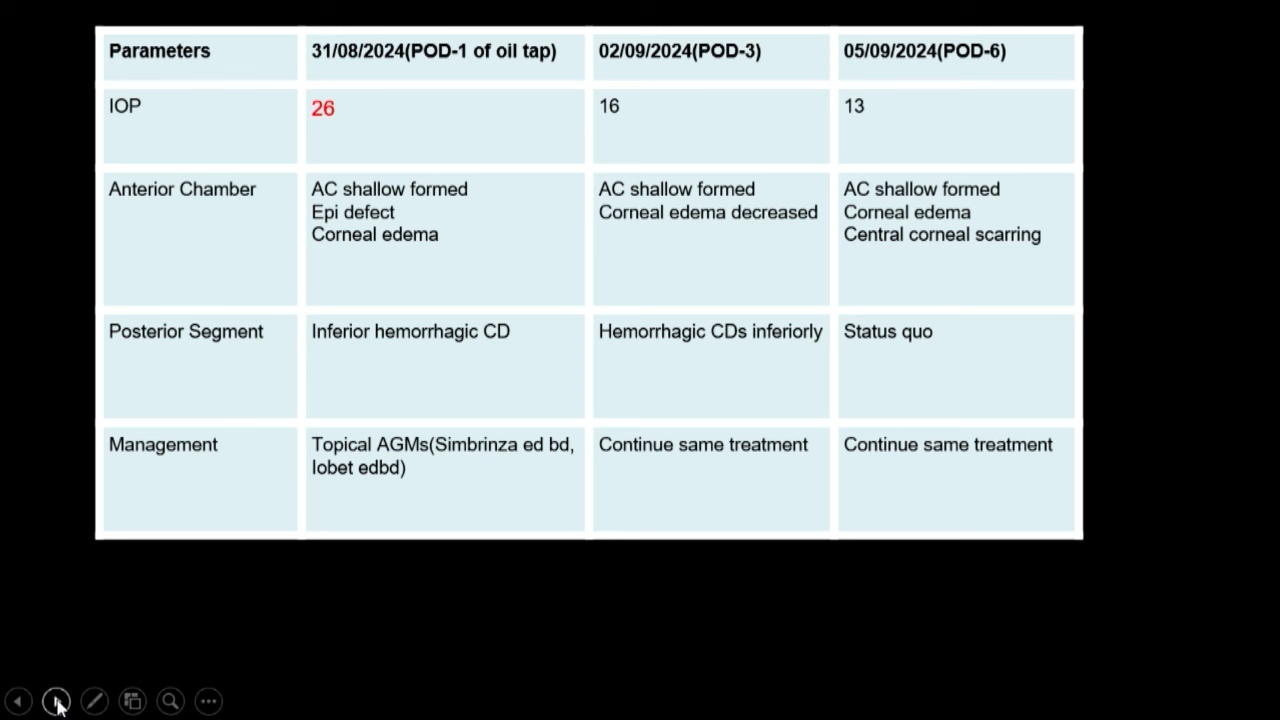 Parameters
31/08/2024(POD-1 of oil tap)
02/09/2024(POD-3)
05/09/2024(POD-6)
IOP
26
16
13
Anterior Chamber
AC shallow formed
Epi defect
Corneal edema
AC shallow formed
Corneal edema decreased
AC shallow formed
Corneal edema
Central corneal scarring
Posterior Segment
Inferior hemorrhagic CD
Hemorrhagic CDs inferiorly
Status quo
Management
Topical AGMs(Simbrinza ed bd,
Iobet edbd)
Continue same treatment
Continue same treatment